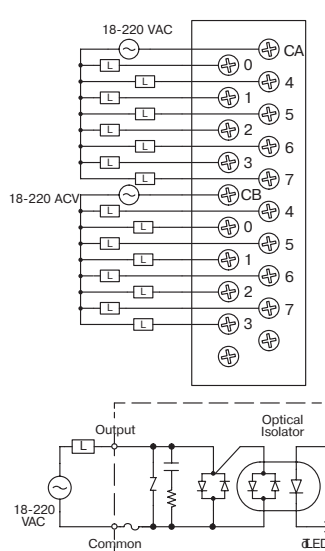 18-220 VAC
CA
L
0
L
4
L
1
L
5
L
2
L
6
L
3
L
7
18-220 ACV
CB
L
4
L
0
L
5
L
1
L
6
L
2
L
7
L
3
Optical
Isolator
Output
L
18-220
VAC
Common
LED